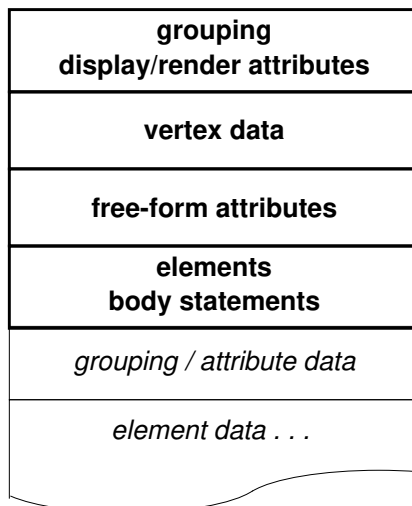 grouping
display/render attributes
vertex data
free-form attributes
elements
body statements
grouping / attribute data
element data . . .